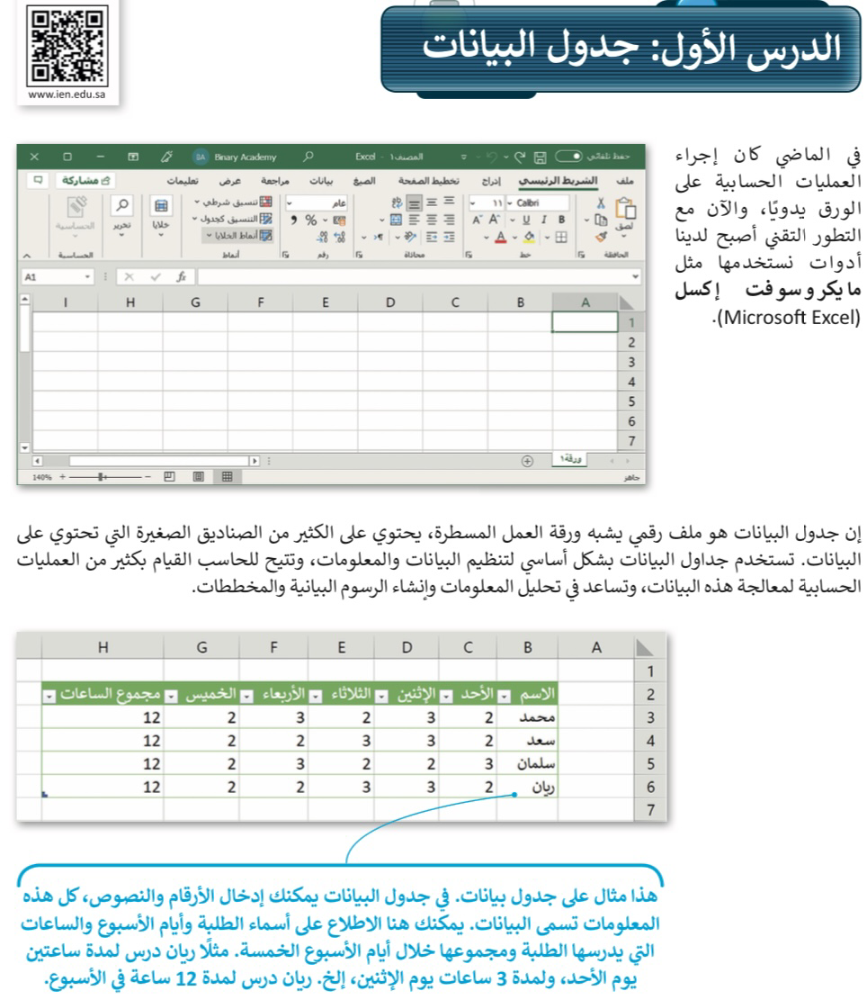 الدرس الأول: جدول البيانات
www.ien.edu.sa
في الماضي كان إجراء
العمليات الحسابية على
الورق يدويًا، والآن مع
التطور التقني أصبح لدينا
أدوات نستخدمها مثل
مايكروسوفت إكسل
(Microsoft Excel).
حفظ تلقائي المصنف١ - Excel Binary Academy BA
ملف الشريط الرئيسي إدراج تخطيط الصفحة الصيغ بيانات مراجعة عرض تعليمات مشاركة
لصق Calibri ١١ عام تنسيق شرطي خلايا تحرير الحساسية
B I U A % التنسيق كجدول
أنماط الخلايا
الحافظة خط محاذاة رقم أنماط الحساسية
A1 fx
A B C D E F G H I
1
2
3
4
5
6
7
ورقة١
جاهز 140%
إن جدول البيانات هو ملف رقمي يشبه ورقة العمل المسطرة، يحتوي على الكثير من الصناديق الصغيرة التي تحتوي على
البيانات. تستخدم جداول البيانات بشكل أساسي لتنظيم البيانات والمعلومات، وتتيح للحاسب القيام بكثير من العمليات
الحسابية لمعالجة هذه البيانات، وتساعد في تحليل المعلومات وإنشاء الرسوم البيانية والمخططات.
A B C D E F G H
1
2 الاسم الأحد الإثنين الثلاثاء الأربعاء الخميس مجموع الساعات
3 محمد 2 3 2 3 2 12
4 سعد 2 3 3 2 2 12
5 سلمان 3 2 2 3 2 12
6 ريان 2 3 3 2 2 12
7
هذا مثال على جدول بيانات. في جدول البيانات يمكنك إدخال الأرقام والنصوص، كل هذه
المعلومات تسمى البيانات. يمكنك هنا الاطلاع على أسماء الطلبة وأيام الأسبوع والساعات
التي يدرسها الطلبة ومجموعها خلال أيام الأسبوع الخمسة. مثلًا ريان درس لمدة ساعتين
يوم الأحد، ولمدة 3 ساعات يوم الإثنين، إلخ. ريان درس لمدة 12 ساعة في الأسبوع.